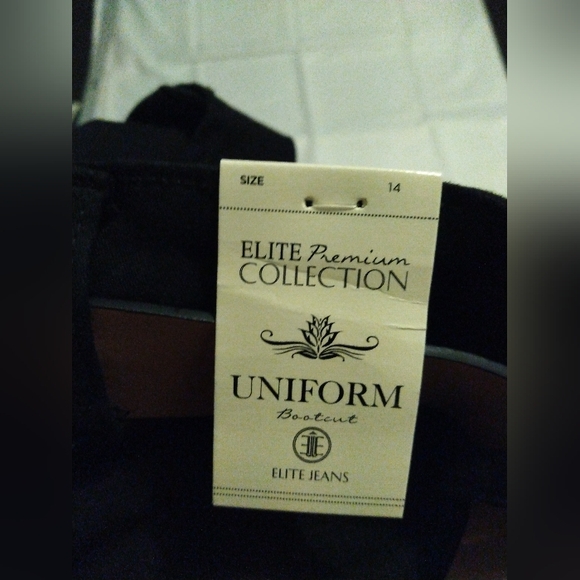 SIZE 14
ELITE Premium
COLLECTION
UNIFORM
Bootcut
ELITE JEANS